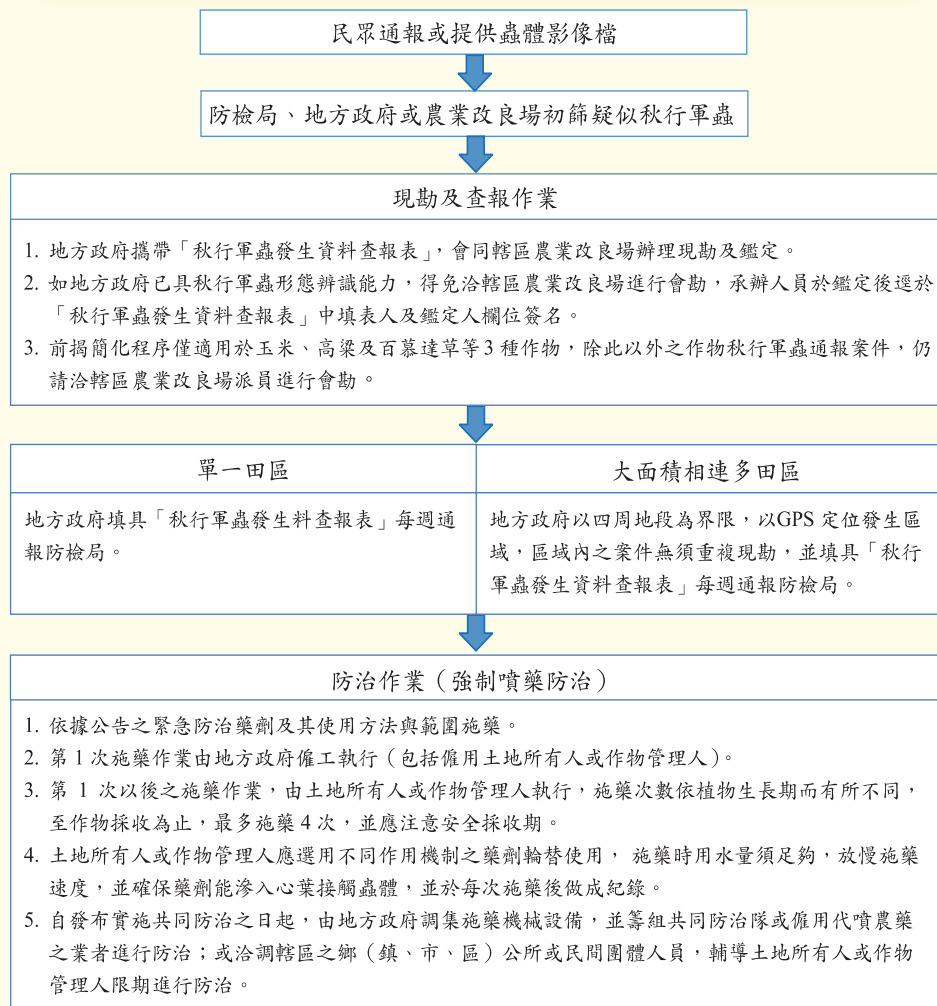 民眾通報或提供蟲體影像檔
防檢局、地方政府或農業改良場初篩疑似秋行軍蟲
現勘及查報作業
1. 地方政府攜帶「秋行軍蟲發生資料查報表」，會同轄區農業改良場辦理現勘及鑑定。
2. 如地方政府已具秋行軍蟲形態辨識能力，得免洽轄區農業改良場進行會勘，承辦人員於鑑定後逕於
「秋行軍蟲發生資料查報表」中填表人及鑑定人欄位簽名。
3. 前揭簡化程序僅適用於玉米、高粱及百慕達草等 3 種作物，除此以外之作物秋行軍蟲通報案件，仍
請洽轄區農業改良場派員進行會勘。
單一田區
地方政府填具「秋行軍蟲發生料查報表」每週通
報防檢局。
大面積相連多田區
地方政府以四周地段為界限，以GPS 定位發生區
域，區域內之案件無須重複現勘，並填具「秋行
軍蟲發生資料查報表」每週通報防檢局。
防治作業（強制噴藥防治）
1. 依據公告之緊急防治藥劑及其使用方法與範圍施藥。
2. 第 1 次施藥作業由地方政府僱工執行（包括僱用土地所有人或作物管理人）。
3. 第 1 次以後之施藥作業，由土地所有人或作物管理人執行，施藥次數依植物生長期而有所不同，
至作物採收為止，最多施藥 4 次，並應注意安全採收期。
4. 土地所有人或作物管理人應選用不同作用機制之藥劑輪替使用， 施藥時用水量須足夠，放慢施藥
速度，並確保藥劑能滲入心葉接觸蟲體，並於每次施藥後做成紀錄。
5. 自發布實施共同防治之日起，由地方政府調集施藥機械設備，並籌組共同防治隊或僱用代噴農藥
之業者進行防治；或洽調轄區之鄉（鎮、市、區）公所或民間團體人員，輔導土地所有人或作物
管理人限期進行防治。